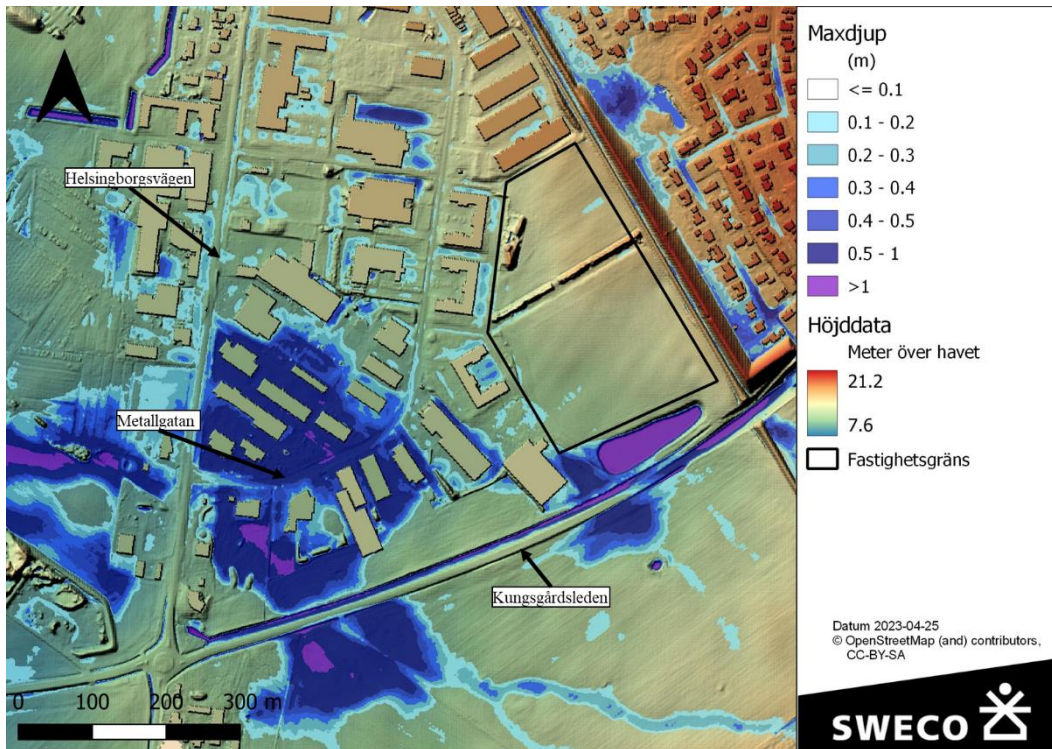 Helsingborgsvägen
Metallgatan
Kungsgårdsleden
0 100 200 300 m
Maxdjup
(m)
<= 0.1
0.1 - 0.2
0.2 - 0.3
0.3 - 0.4
0.4 - 0.5
0.5 - 1
>1
Höjddata
Meter över havet
21.2
7.6
Fastighetsgräns
Datum 2023-04-25
© OpenStreetMap (and) contributors,
CC-BY-SA
SWECO